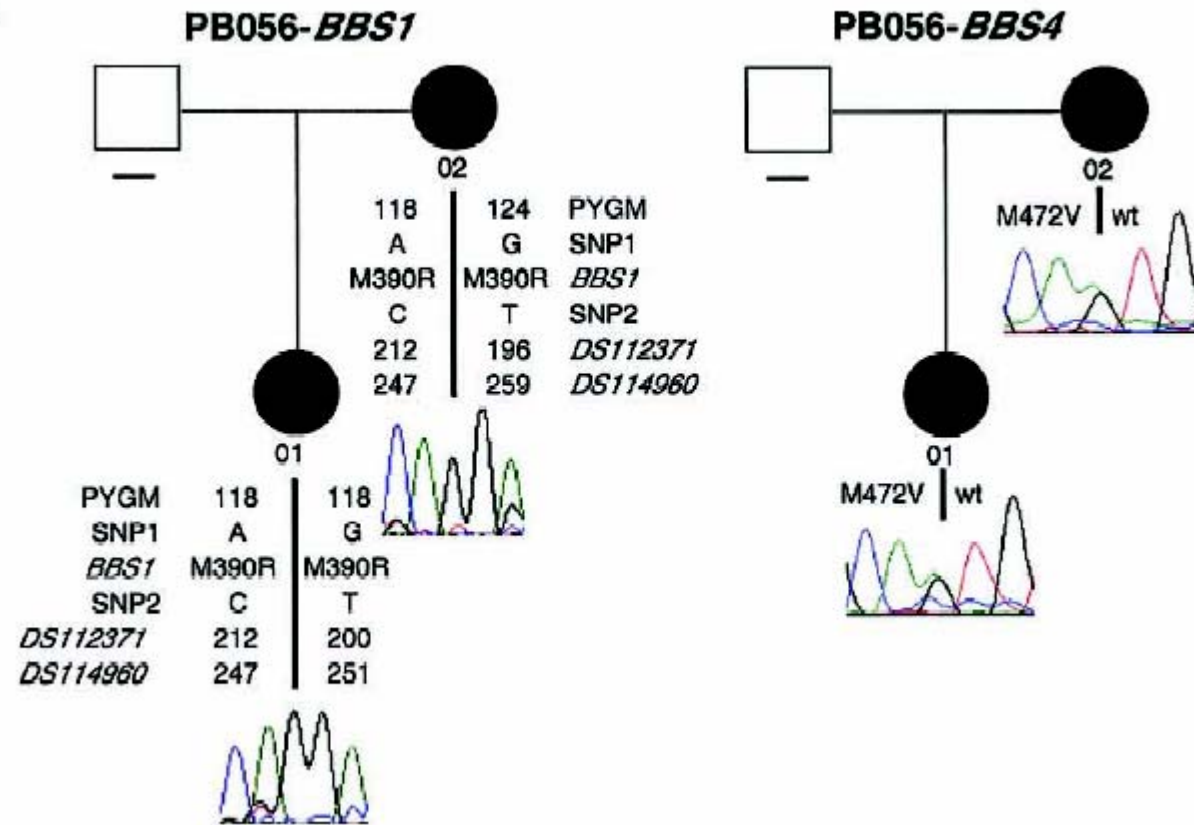 PB056-BBS1
02
118 124 PYGM
A G SNP1
M390R M390R BBS1
C T SNP2
212 196 DS112371
247 259 DS114960
01
PYGM 118 118
SNP1 A G
BBS1 M390R M390R
SNP2 C T
DS112371 212 200
DS114960 247 251
PB056-BBS4
02
M472V wt
01
M472V wt